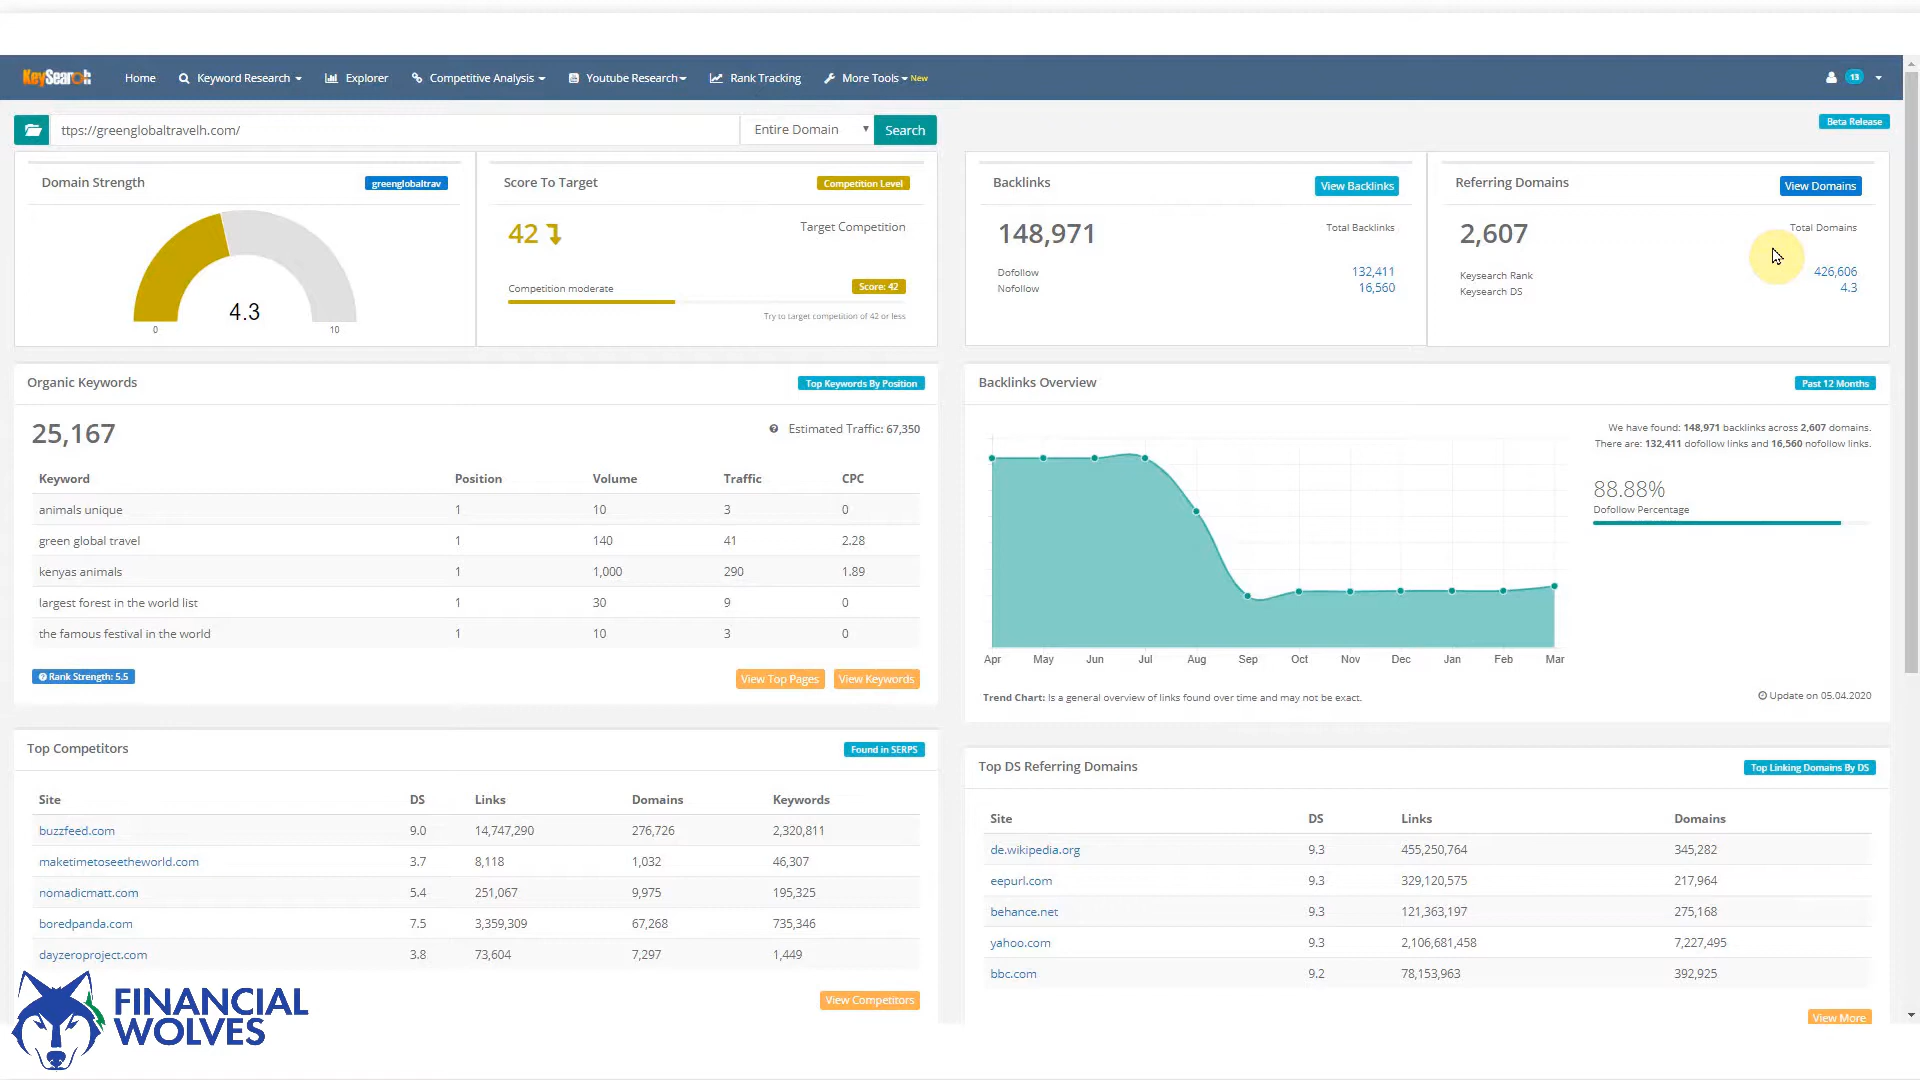 KeySearch
Home
Keyword Research
Explorer
Competitive Analysis
Youtube Research
Rank Tracking
More Tools New
13
ttps://greenglobaltravelh.com/
Entire Domain
Search
Beta Release
Domain Strength
greenglobaltrav
4.3
0
10
Score To Target
Competition Level
42
Target Competition
Competition moderate
Score: 42
Try to target competition of 42 or less
Backlinks
View Backlinks
148,971
Total Backlinks
Dofollow 132,411
Nofollow 16,560
Referring Domains
View Domains
2,607
Total Domains
Keysearch Rank 426,606
Keysearch DS 4.3
Organic Keywords
Top Keywords By Position
25,167
Estimated Traffic: 67,350
Keyword Position Volume Traffic CPC
animals unique 1 10 3 0
green global travel 1 140 41 2.28
kenyas animals 1 1,000 290 1.89
largest forest in the world list 1 30 9 0
the famous festival in the world 1 10 3 0
Rank Strength: 5.5
View Top Pages
View Keywords
Backlinks Overview
Past 12 Months
We have found: 148,971 backlinks across 2,607 domains.
There are: 132,411 dofollow links and 16,560 nofollow links.
88.88%
Dofollow Percentage
Apr May Jun Jul Aug Sep Oct Nov Dec Jan Feb Mar
Trend Chart: Is a general overview of links found over time and may not be exact.
Update on 05.04.2020
Top Competitors
Found in SERPS
Site DS Links Domains Keywords
buzzfeed.com 9.0 14,747,290 276,726 2,320,811
maketimetoseetheworld.com 3.7 8,118 1,032 46,307
nomadicmatt.com 5.4 251,067 9,975 195,325
boredpanda.com 7.5 3,359,309 67,268 735,346
dayzeroproject.com 3.8 73,604 7,297 1,449
View Competitors
Top DS Referring Domains
Top Linking Domains By DS
Site DS Links Domains
de.wikipedia.org 9.3 455,250,764 345,282
eepurl.com 9.3 329,120,575 217,964
behance.net 9.3 121,363,197 275,168
yahoo.com 9.3 2,106,681,458 7,227,495
bbc.com 9.2 78,153,963 392,925
View More
FINANCIAL
WOLVES